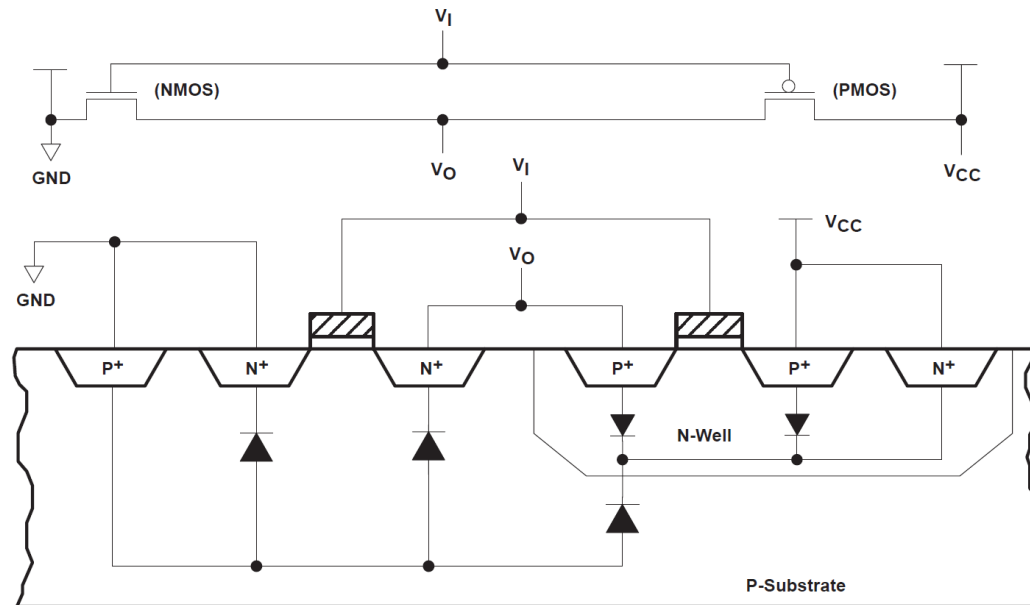 VI
(NMOS)
(PMOS)
GND
VO
VCC
VI
VCC
VO
GND
P+
N+
N+
P+
P+
N+
N-Well
P-Substrate